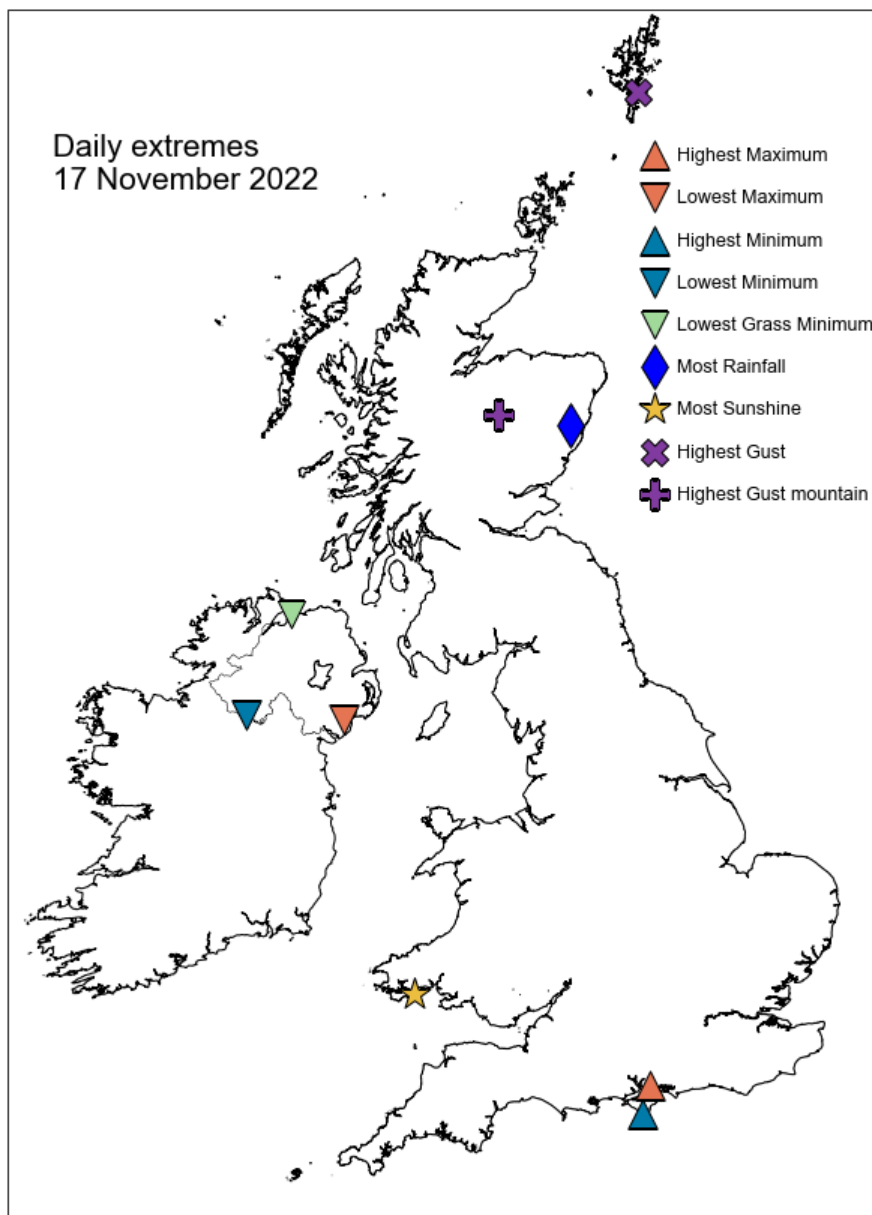 Daily extremes
17 November 2022
Highest Maximum
Lowest Maximum
Highest Minimum
Lowest Minimum
Lowest Grass Minimum
Most Rainfall
Most Sunshine
Highest Gust
Highest Gust mountain